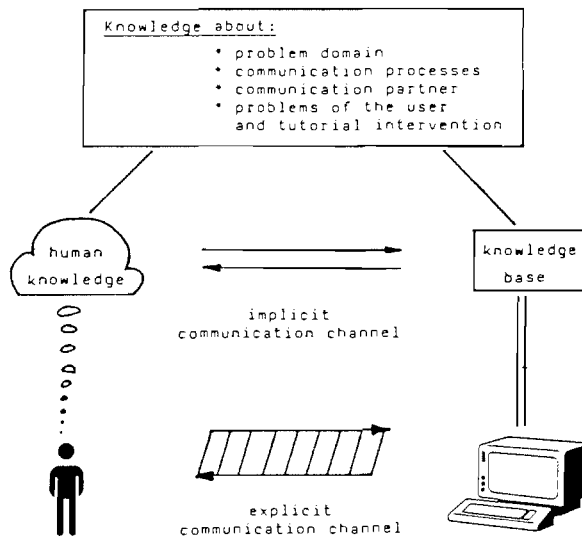 Knowledge about:
* problem domain
* communication processes
* communication partner
* problems of the user
and tutorial intervention
human
knowledge
knowledge
base
implicit
communication channel
explicit
communication channel